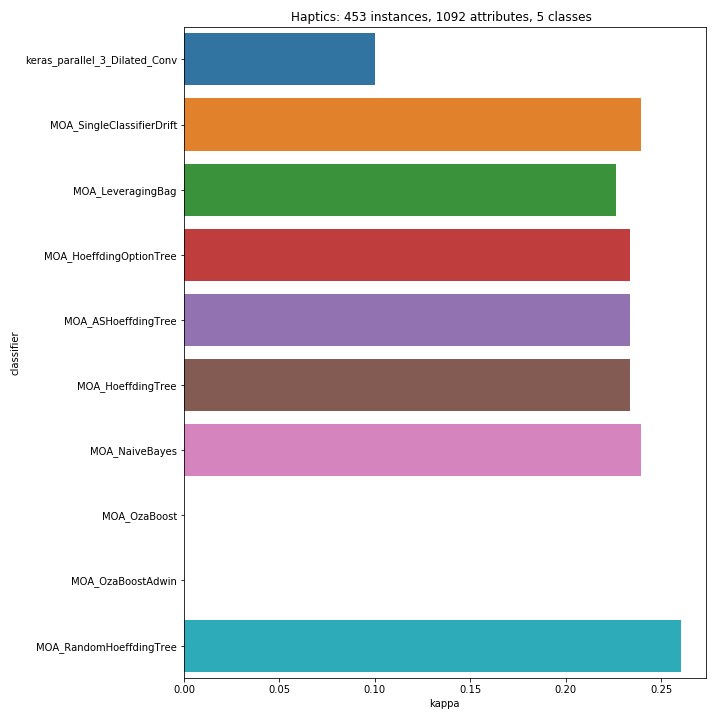 Haptics: 453 instances, 1092 attributes, 5 classes
classifier
keras_parallel_3_Dilated_Conv
MOA_SingleClassifierDrift
MOA_LeveragingBag
MOA_HoeffdingOptionTree
MOA_ASHoeffdingTree
MOA_HoeffdingTree
MOA_NaiveBayes
MOA_OzaBoost
MOA_OzaBoostAdwin
MOA_RandomHoeffdingTree
0.00 0.05 0.10 0.15 0.20 0.25
kappa